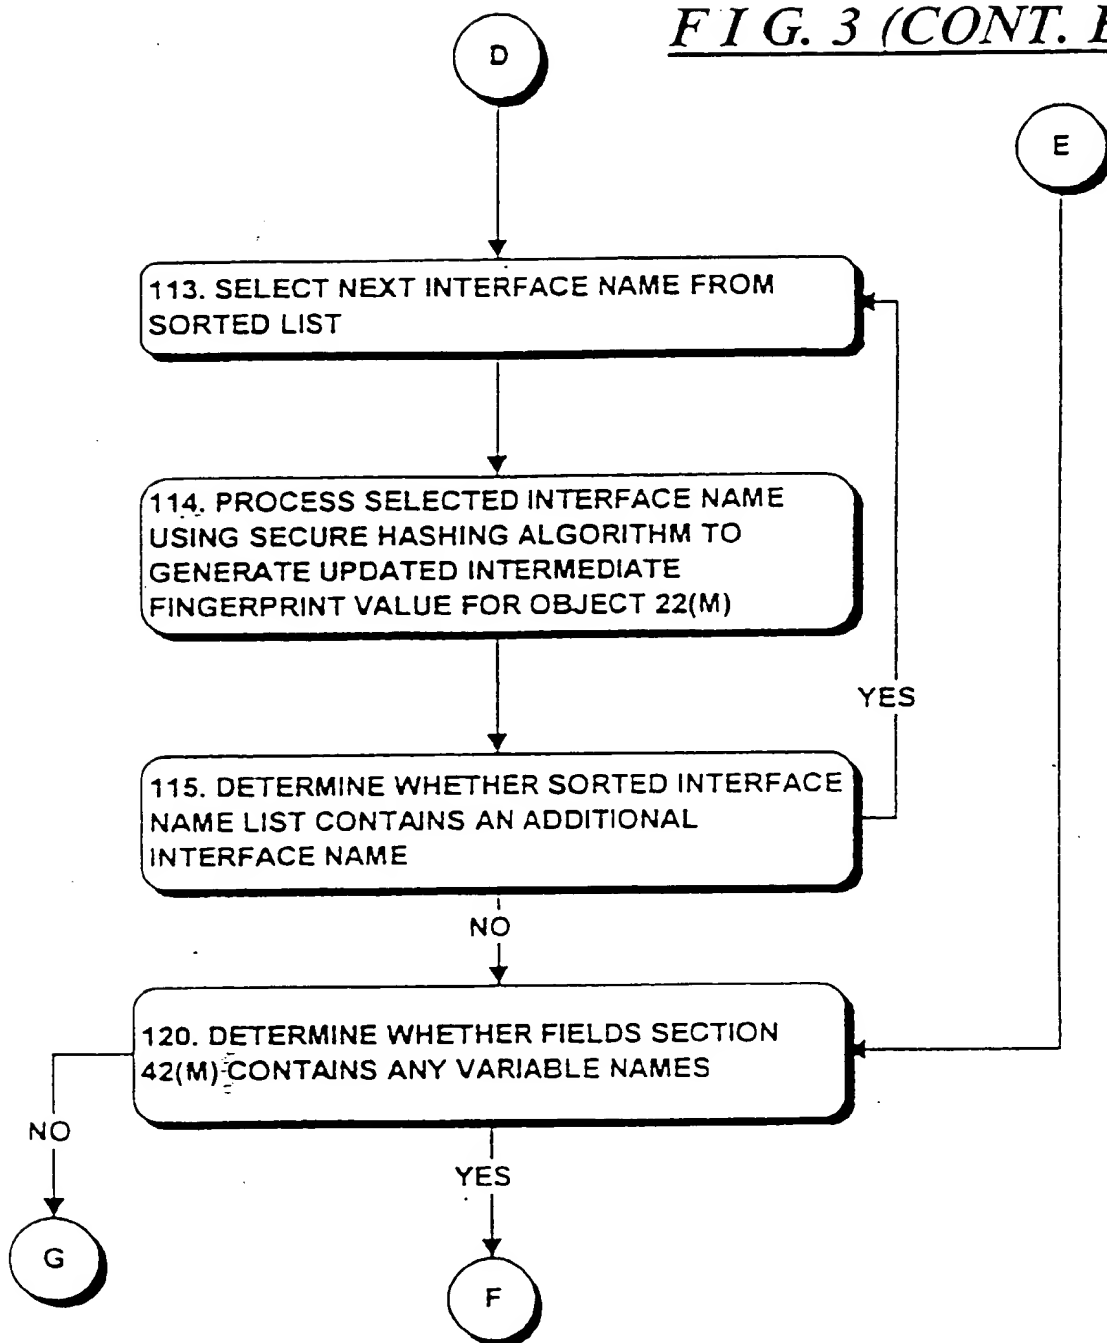 F I G. 3 (CONT.
D
E
113. SELECT NEXT INTERFACE NAME FROM
SORTED LIST
114. PROCESS SELECTED INTERFACE NAME
USING SECURE HASHING ALGORITHM TO
GENERATE UPDATED INTERMEDIATE
FINGERPRINT VALUE FOR OBJECT 22(M)
YES
115. DETERMINE WHETHER SORTED INTERFACE
NAME LIST CONTAINS AN ADDITIONAL
INTERFACE NAME
NO
120. DETERMINE WHETHER FIELDS SECTION
42(M) CONTAINS ANY VARIABLE NAMES
NO
YES
G
F